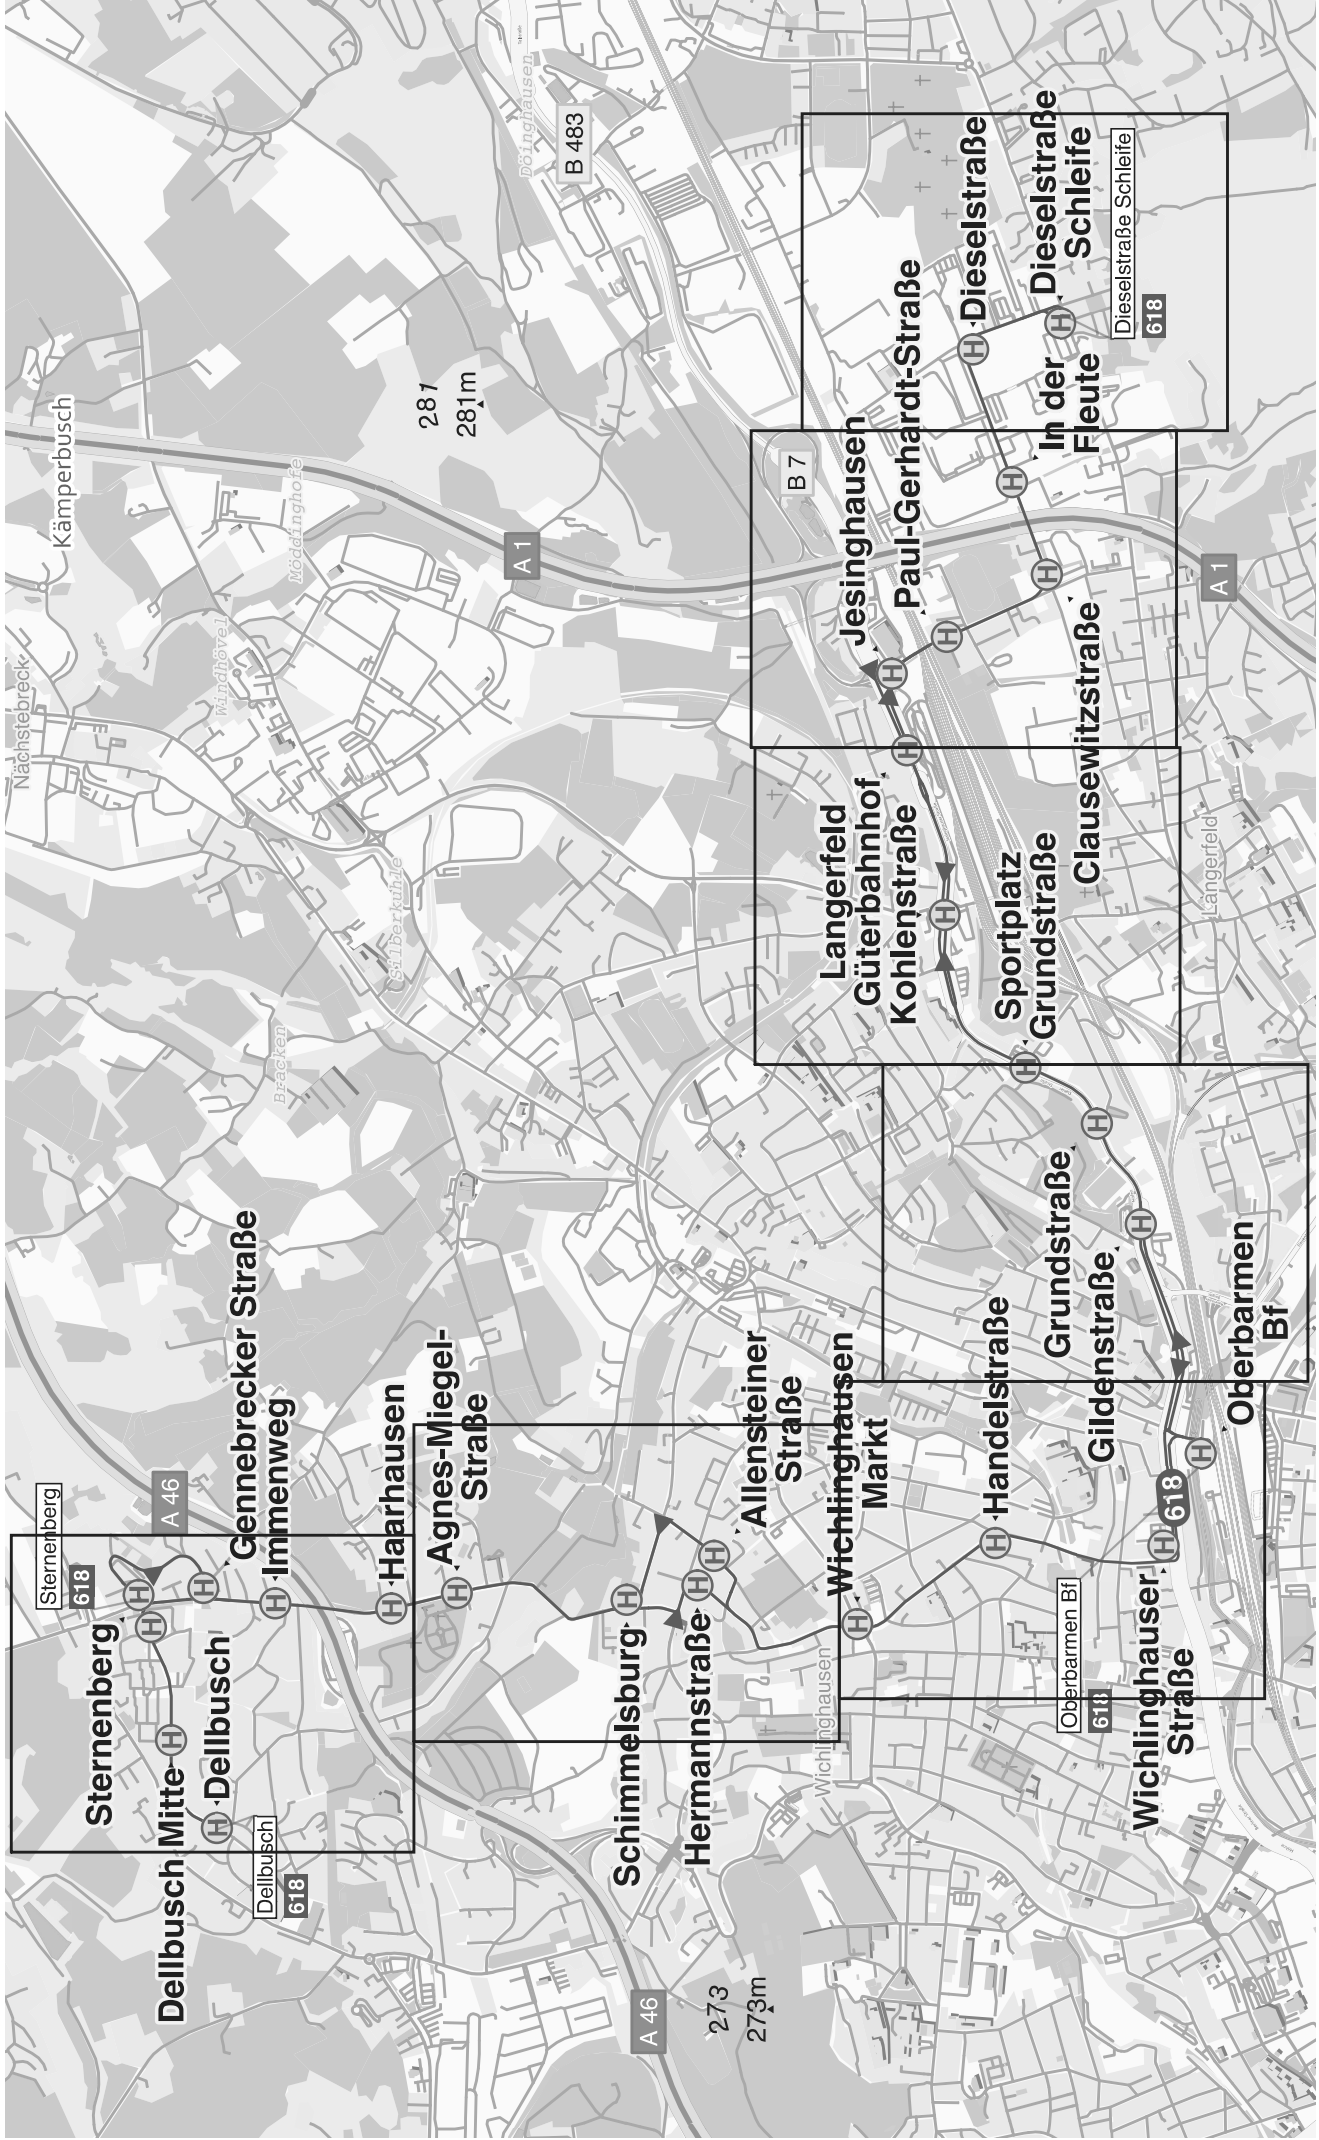 Nächstebreck
Kämperbusch
Windhövel
Möddinghofe
A 1
281
281m
B 483
Döinghausen
Silberkuhle
Bracken
A 46
Sternenberg
618
Sternenberg
Gennebrecker Straße
Immenweg
Haarhausen
Agnes-Miegel-
Straße
Dellbusch Mitte
Dellbusch
Dellbusch
618
Schimmelsburg
Hermannstraße
Allensteiner
Straße
A 46
273
273m
Wichlinghausen
Wichlinghausen
Markt
Handelstraße
Oberbarmen Bf
618
Wichlinghauser
Straße
618
Oberbarmen
Bf
Gildenstraße
Grundstraße
Sportplatz
Grundstraße
Langerfeld
Güterbahnhof
Kohlenstraße
Jesinghausen
Paul-Gerhardt-Straße
Clausewitzstraße
Langerfeld
B 7
A 1
In der
Fleute
Dieselstraße
Dieselstraße
Schleife
Dieselstraße Schleife
618